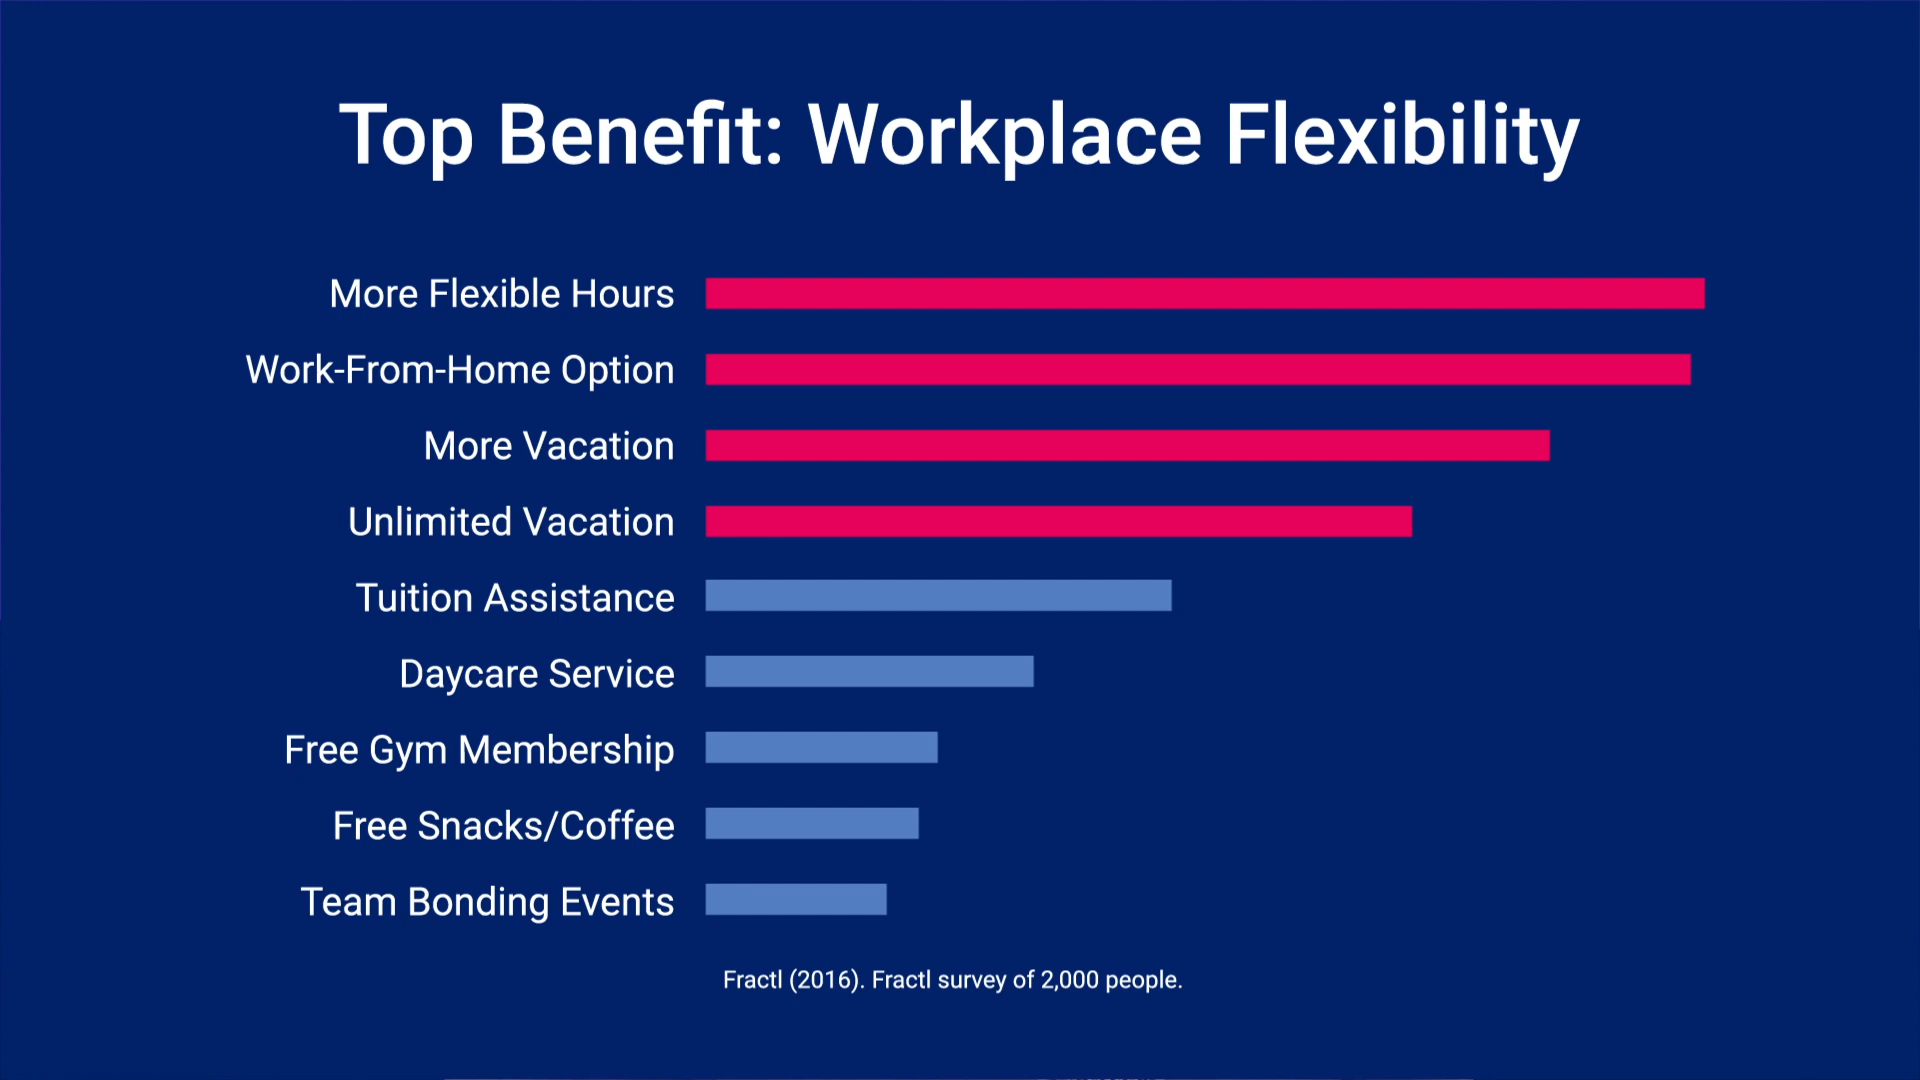 Top Benefit: Workplace Flexibility
More Flexible Hours
Work-From-Home Option
More Vacation
Unlimited Vacation
Tuition Assistance
Daycare Service
Free Gym Membership
Free Snacks/Coffee
Team Bonding Events
Fractl (2016). Fractl survey of 2,000 people.